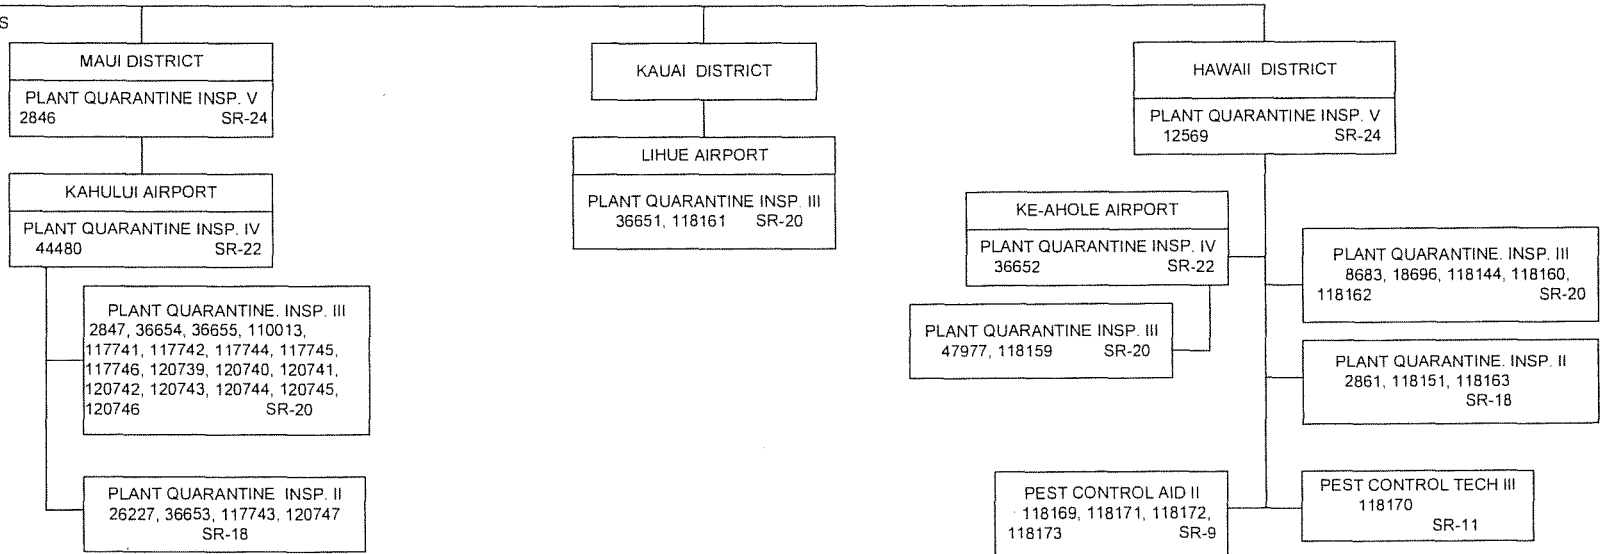 S
MAUI DISTRICT
PLANT QUARANTINE INSP. V
2846 SR-24
KAHULUI AIRPORT
PLANT QUARANTINE INSP. IV
44480 SR-22
PLANT QUARANTINE. INSP. III
2847, 36654, 36655, 110013,
117741, 117742, 117744, 117745,
117746, 120739, 120740, 120741,
120742, 120743, 120744, 120745,
120746 SR-20
PLANT QUARANTINE INSP. II
26227, 36653, 117743, 120747
SR-18
KAUAI DISTRICT
LIHUE AIRPORT
PLANT QUARANTINE INSP. III
36651, 118161 SR-20
HAWAII DISTRICT
PLANT QUARANTINE INSP. V
12569 SR-24
KE-AHOLE AIRPORT
PLANT QUARANTINE INSP. IV
36652 SR-22
PLANT QUARANTINE INSP. III
47977, 118159 SR-20
PLANT QUARANTINE. INSP. III
8683, 18696, 118144, 118160,
118162 SR-20
PLANT QUARANTINE. INSP. II
2861, 118151, 118163
SR-18
PEST CONTROL AID II
118169, 118171, 118172,
118173 SR-9
PEST CONTROL TECH III
118170
SR-11